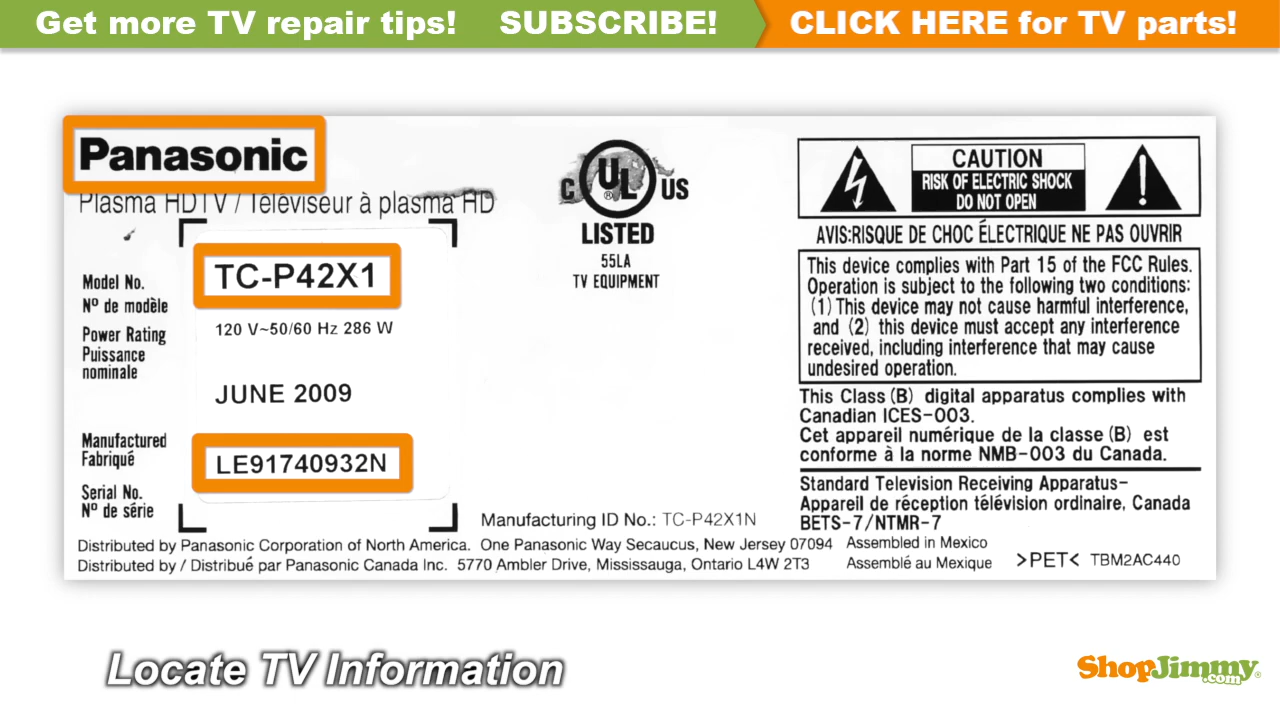 Get more TV repair tips! SUBSCRIBE! CLICK HERE for TV parts!
Panasonic
Plasma HDTV / Téléviseur à plasma HD
Model No.
Nº de modèle
TC-P42X1
Power Rating
Puissance
nominale
120 V~50/60 Hz 286 W
JUNE 2009
Manufactured
Fabriqué
LE91740932N
Serial No.
Nº de série
C UL® US
LISTED
55LA
TV EQUIPMENT
Manufacturing ID No.: TC-P42X1N
CAUTION
RISK OF ELECTRIC SHOCK
DO NOT OPEN
AVIS:RISQUE DE CHOC ÉLECTRIQUE NE PAS OUVRIR
This device complies with Part 15 of the FCC Rules.
Operation is subject to the following two conditions:
(1) This device may not cause harmful interference,
and (2) this device must accept any interference
received, including interference that may cause
undesired operation.
This Class (B) digital apparatus complies with
Canadian ICES-003.
Cet appareil numérique de la classe (B) est
conforme à la norme NMB-003 du Canada.
Standard Television Receiving Apparatus-
Appareil de réception télévision ordinaire, Canada
BETS-7/NTMR-7
Distributed by Panasonic Corporation of North America. One Panasonic Way Secaucus, New Jersey 07094
Distributed by / Distribué par Panasonic Canada Inc. 5770 Ambler Drive, Mississauga, Ontario L4W 2T3
Assembled in Mexico
Assemblé au Mexique
>PET< TBM2AC440
Locate TV Information
ShopJimmy.com®